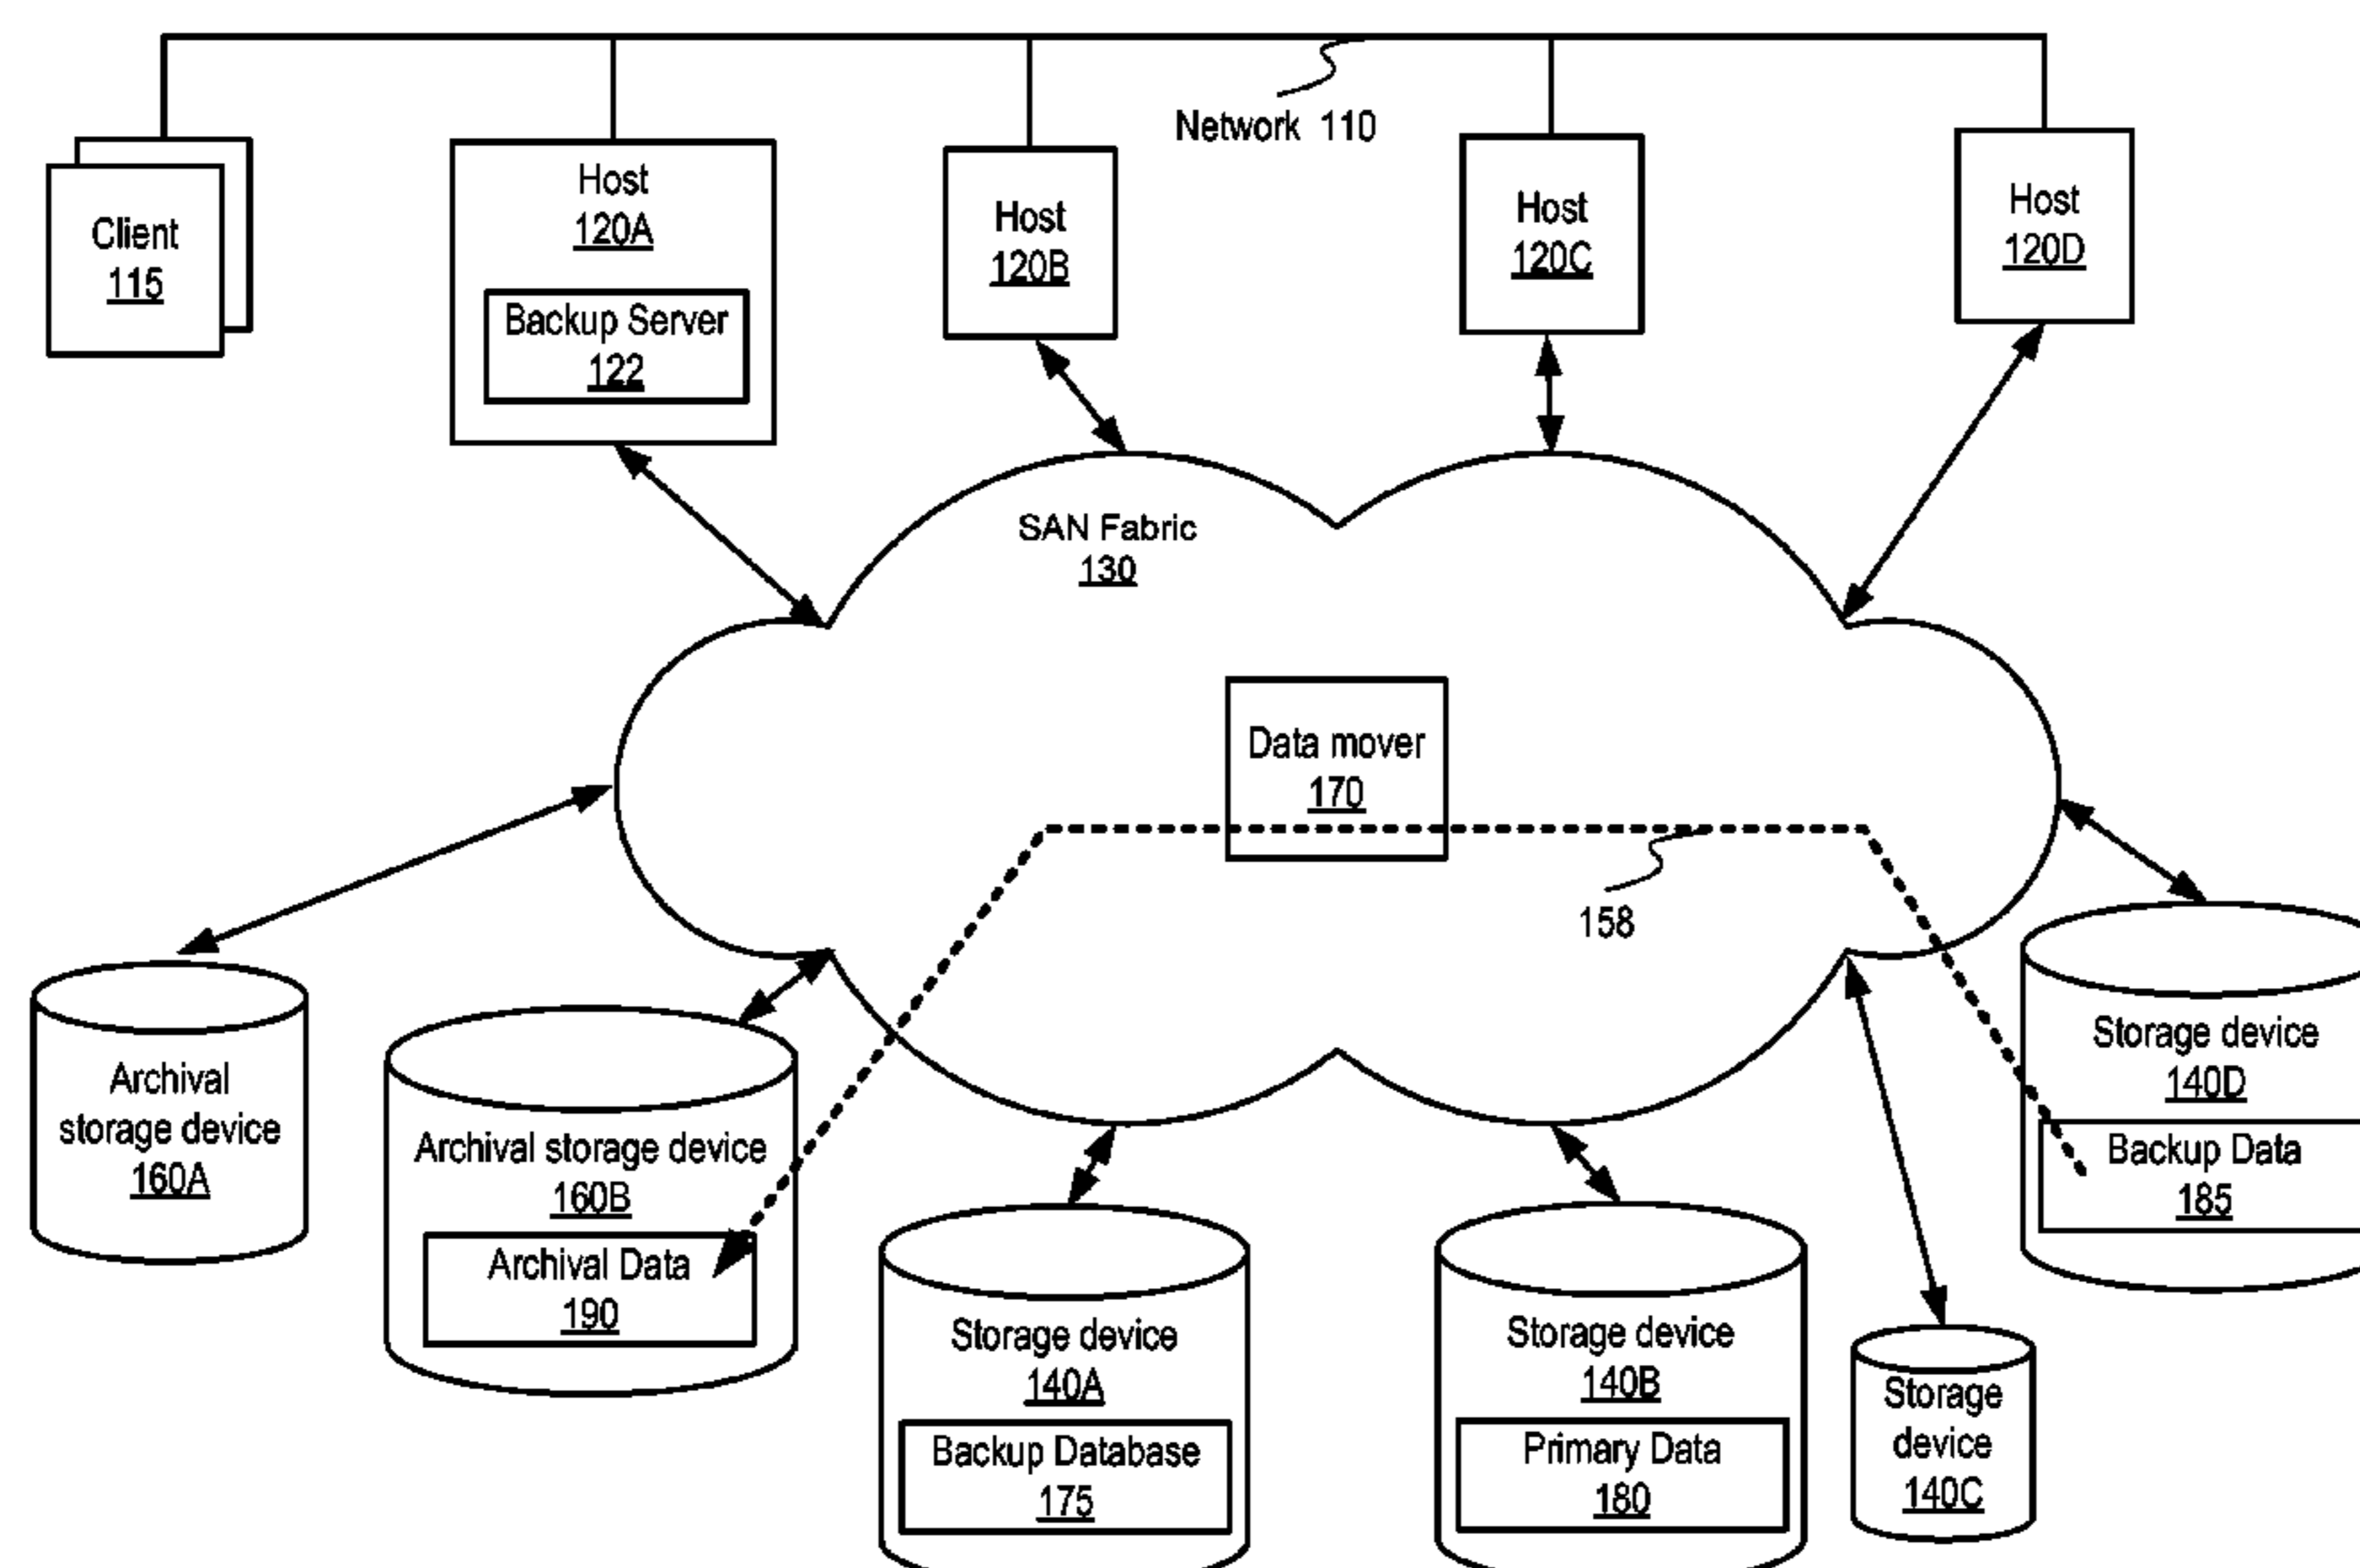 Network 110
Client
115
Host
120A
Backup Server
122
Host
120B
Host
120C
Host
120D
SAN Fabric
130
Data mover
170
158
Archival
storage device
160A
Archival storage device
160B
Archival Data
190
Storage device
140A
Backup Database
175
Storage device
140B
Primary Data
180
Storage
device
140C
Storage device
140D
Backup Data
185